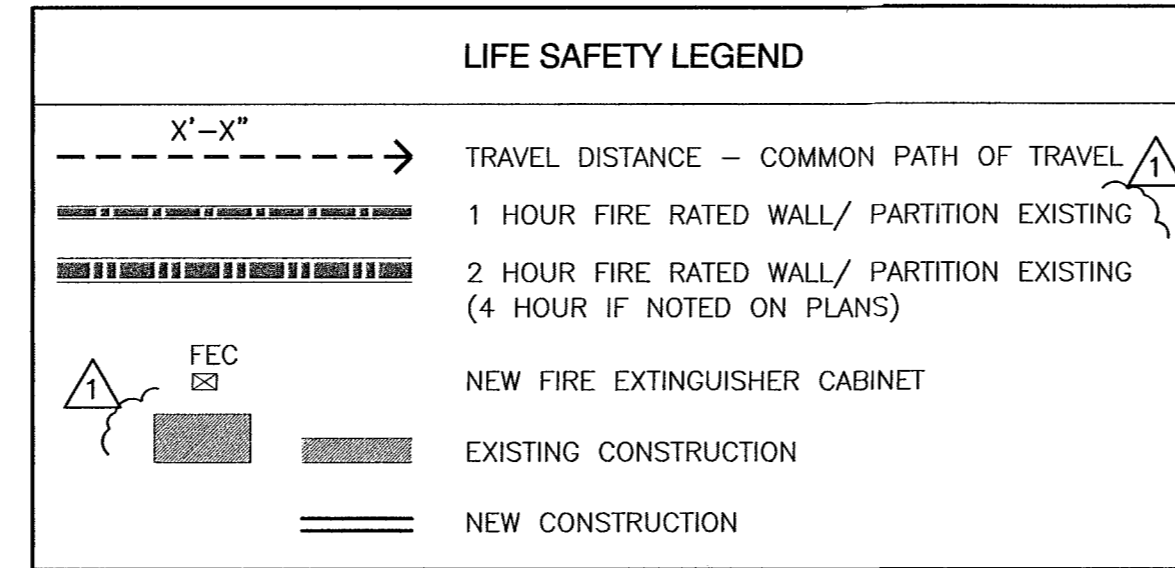 LIFE SAFETY LEGEND
X'-X"
TRAVEL DISTANCE – COMMON PATH OF TRAVEL
1
1 HOUR FIRE RATED WALL/ PARTITION EXISTING
2 HOUR FIRE RATED WALL/ PARTITION EXISTING
(4 HOUR IF NOTED ON PLANS)
FEC
1
NEW FIRE EXTINGUISHER CABINET
EXISTING CONSTRUCTION
NEW CONSTRUCTION